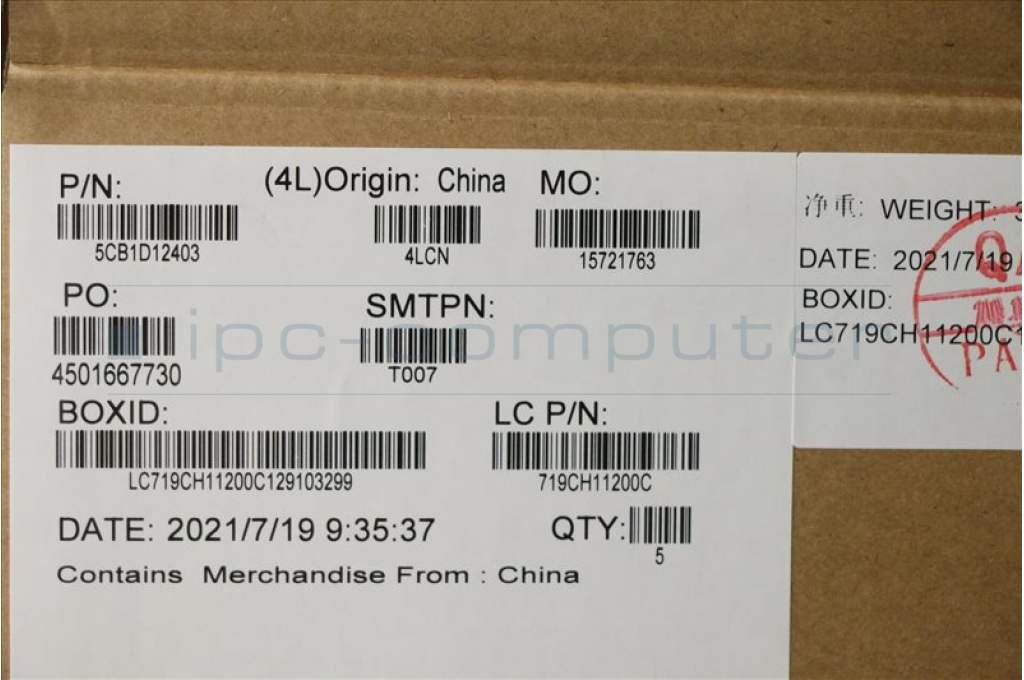 P/N:
5CB1D12403
(4L)Origin: China
4LCN
MO:
15721763
PO:
4501667730
SMTPN:
T007
BOXID:
LC719CH11200C129103299
LC P/N:
719CH11200C
DATE: 2021/7/19 9:35:37
QTY:
5
Contains Merchandise From : China
净重: WEIGHT:
DATE: 2021/7/19
BOXID:
LC719CH11200C1
PA
ipc-computer